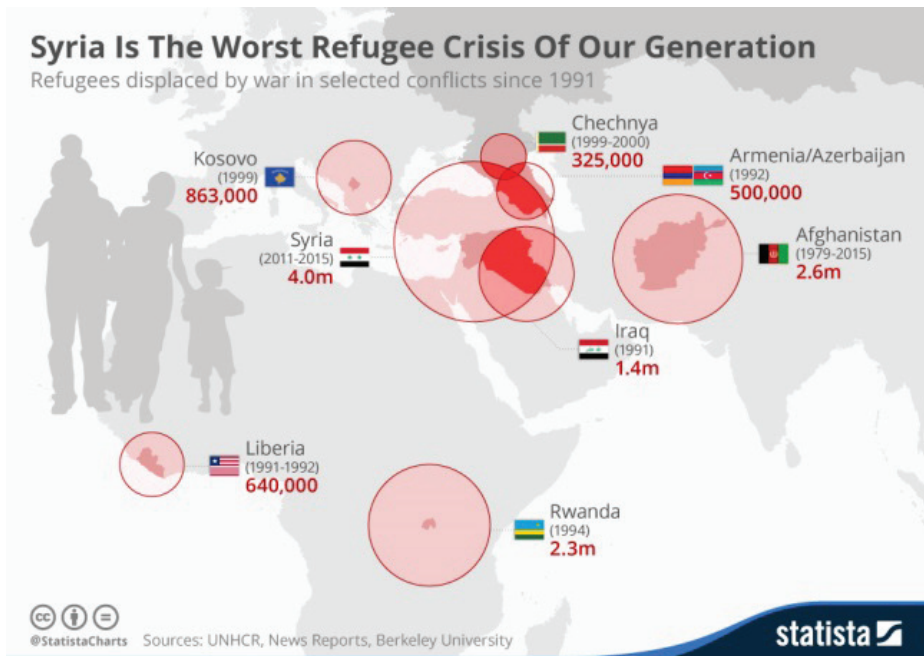 Syria Is The Worst Refugee Crisis Of Our Generation
Refugees displaced by war in selected conflicts since 1991
Chechnya
(1999-2000)
325,000
Armenia/Azerbaijan
(1992)
500,000
Kosovo
(1999)
863,000
Syria
(2011-2015)
4.0m
Afghanistan
(1979-2015)
2.6m
Iraq
(1991)
1.4m
Liberia
(1991-1992)
640,000
Rwanda
(1994)
2.3m
cc
@StatistaCharts Sources: UNHCR, News Reports, Berkeley University
statista